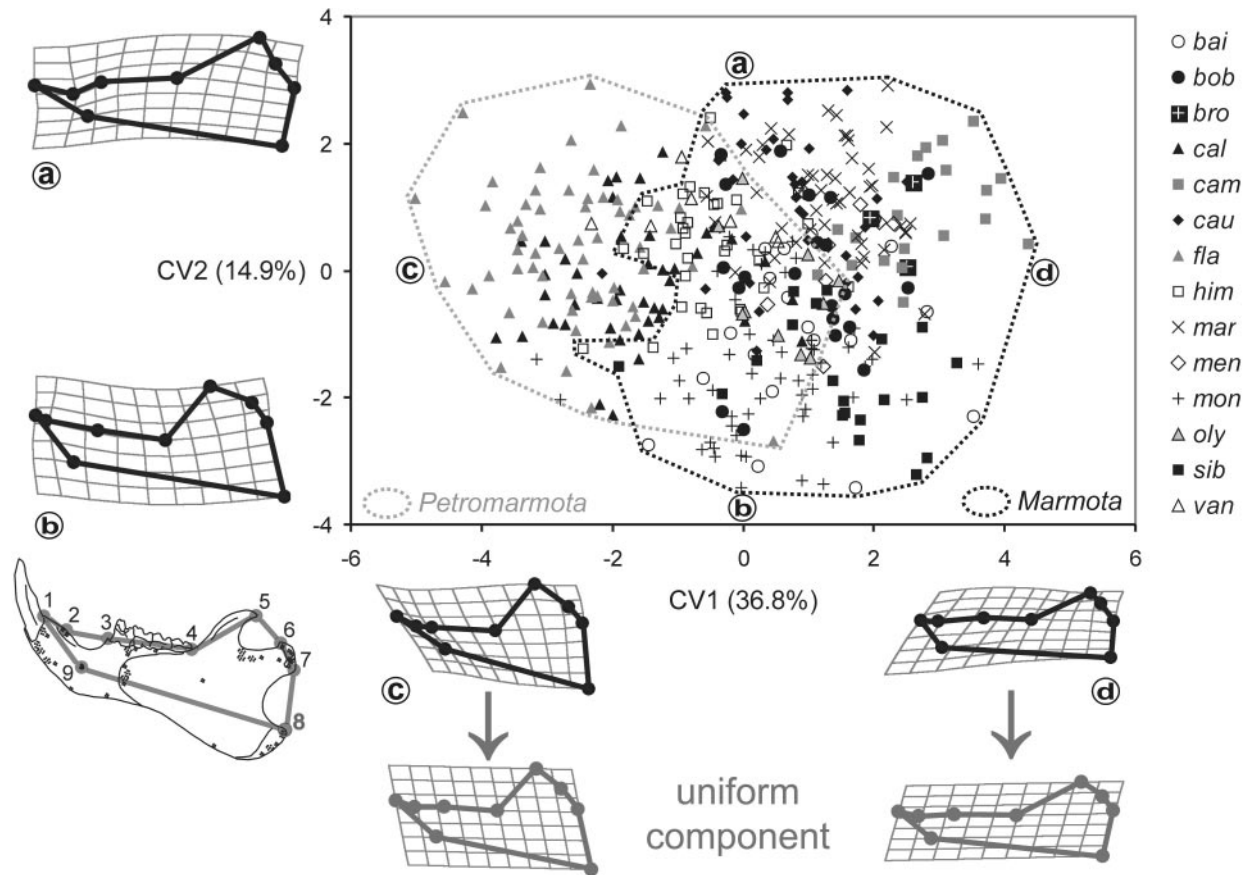 a
b
CV2 (14.9%)
4
2
0
-2
-4
a
c
d
b
Petromarmota
Marmota
-6 -4 -2 0 2 4 6
CV1 (36.8%)
bai
bob
bro
cal
cam
cau
fla
him
mar
men
mon
oly
sib
van
1
2
3
4
5
6
7
8
9
c
d
uniform
component